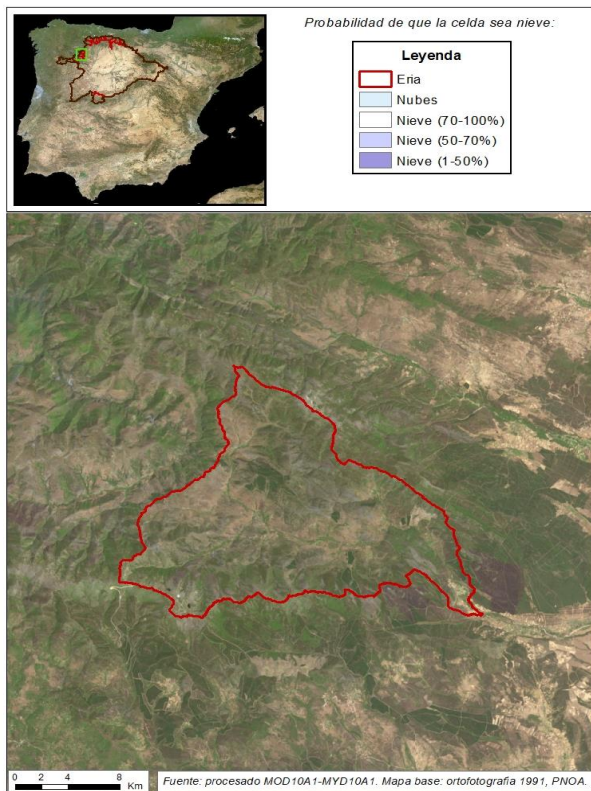 Probabilidad de que la celda sea nieve:
Leyenda
Eria
Nubes
Nieve (70-100%)
Nieve (50-70%)
Nieve (1-50%)
0 2 4 8
Km
Fuente: procesado MOD10A1-MYD10A1. Mapa base: ortofotografia 1991, PNOA.